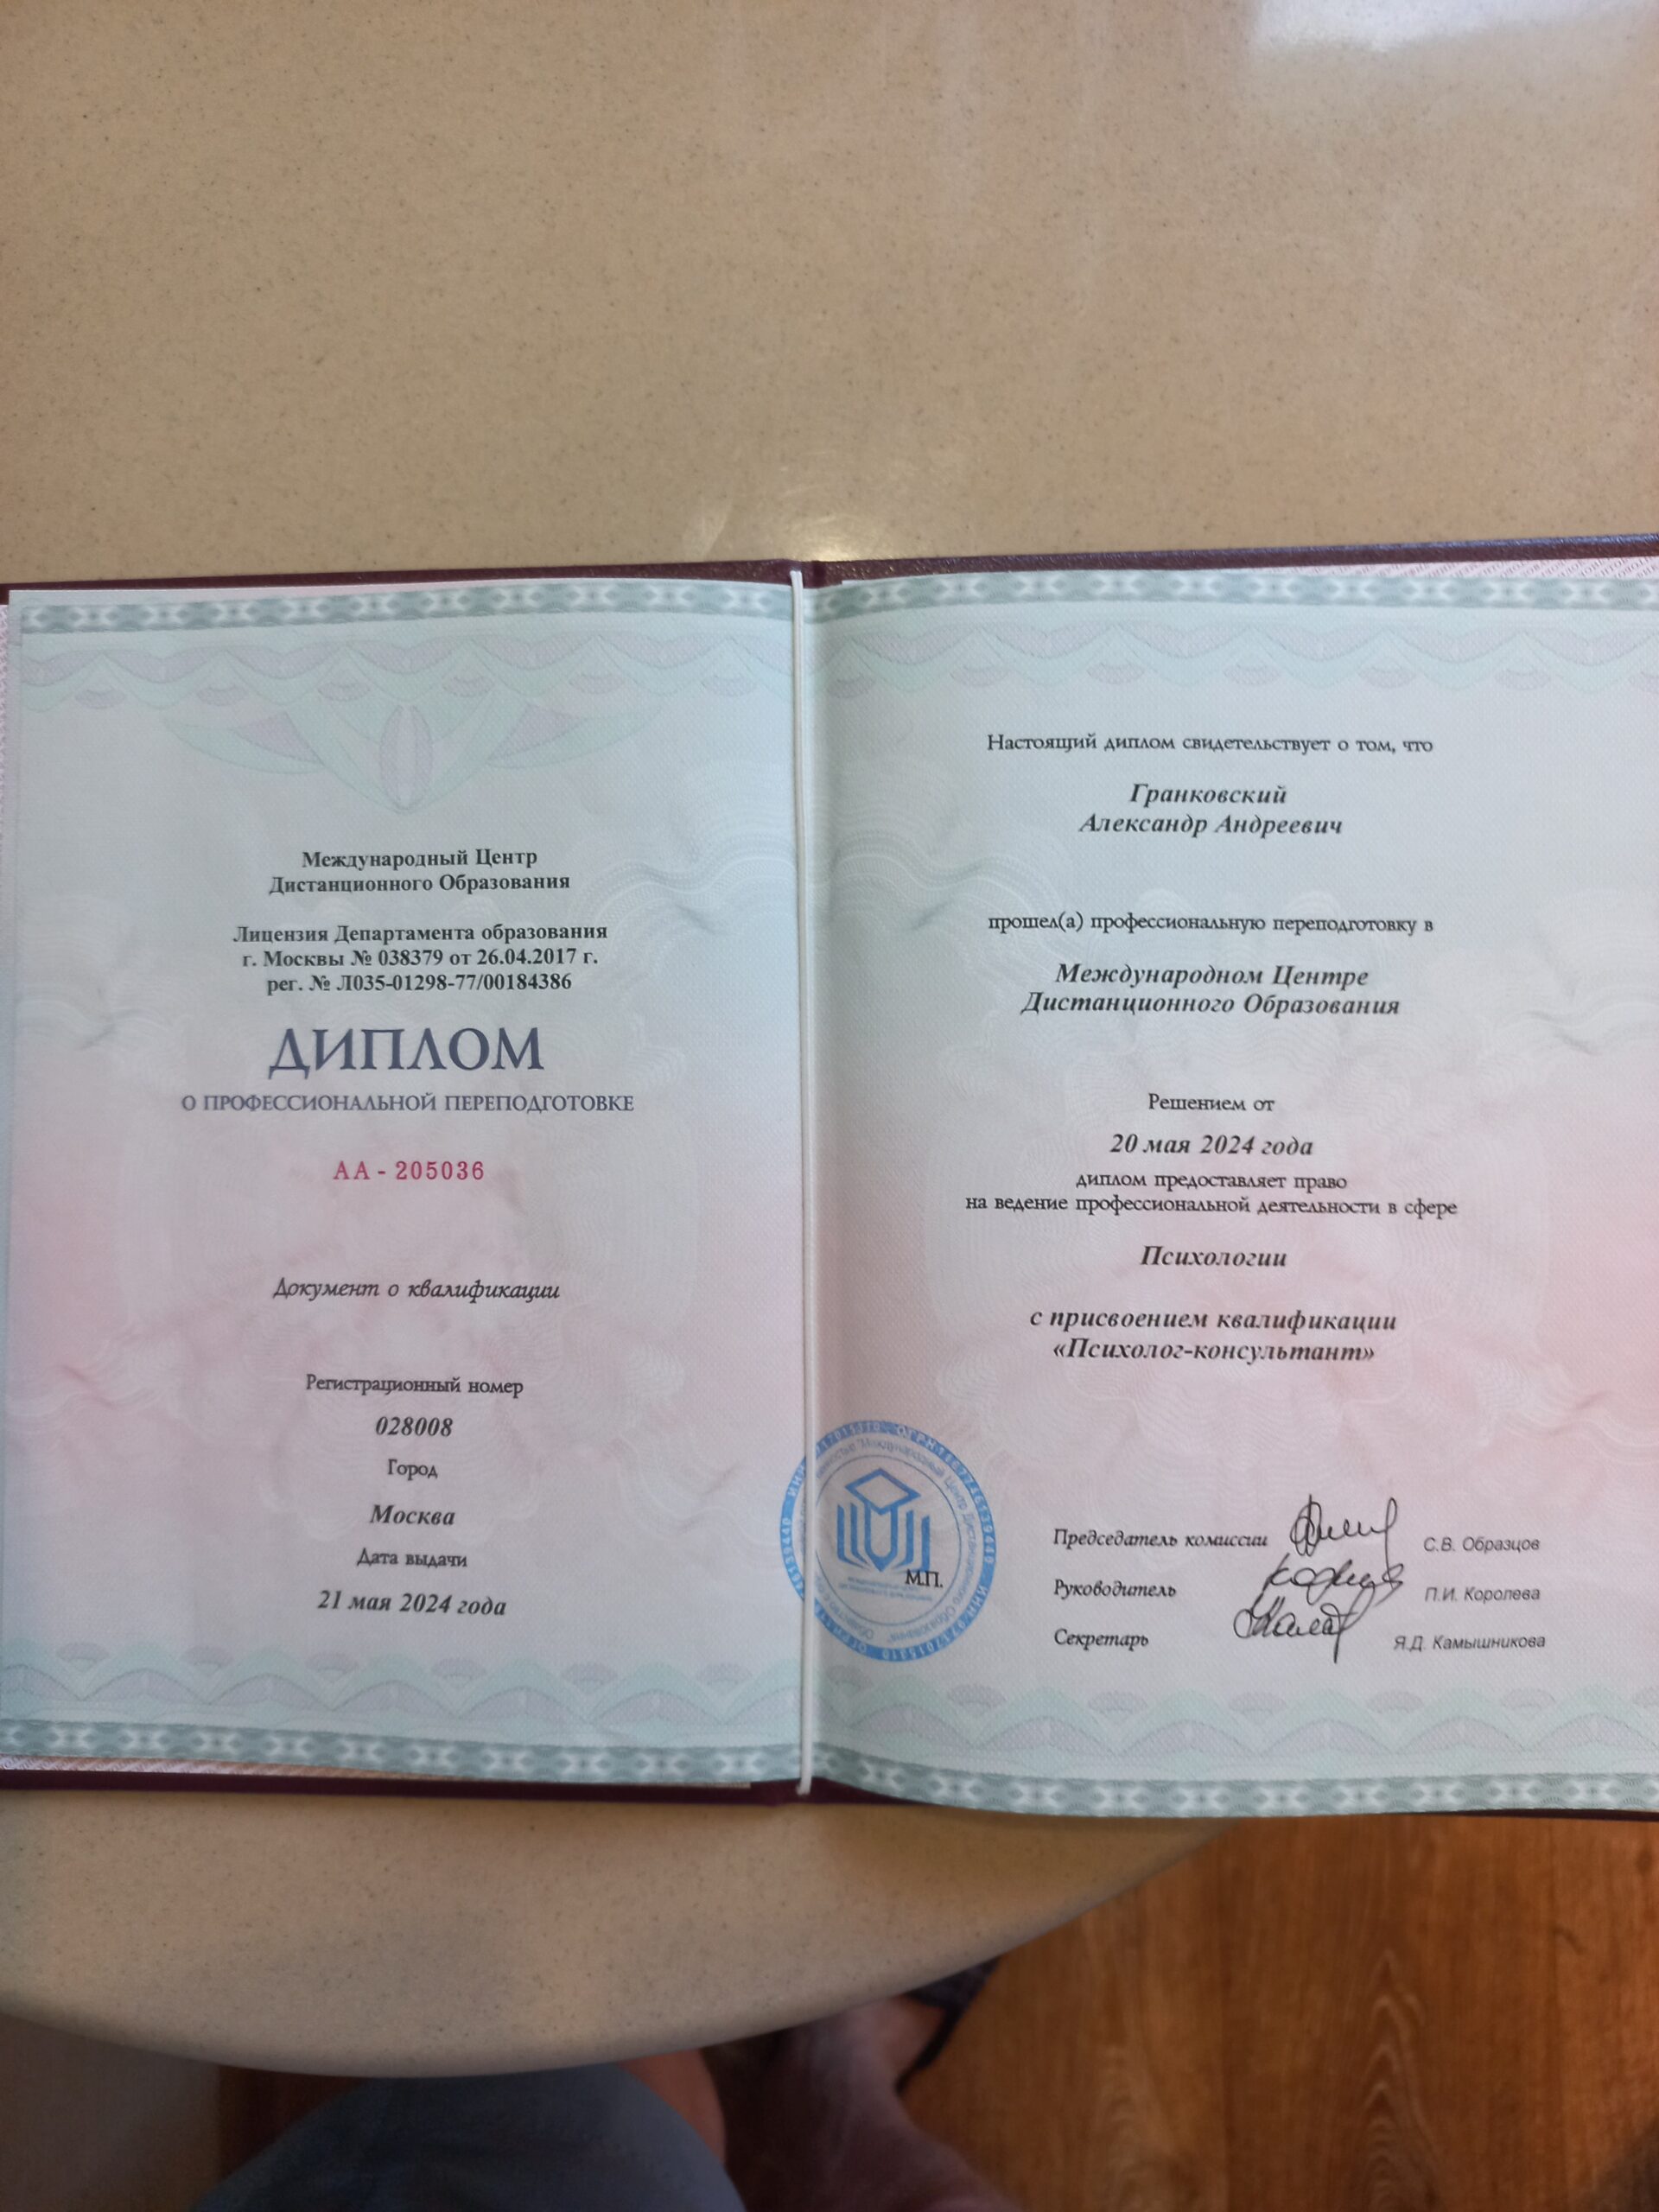 Международный Центр
Дистанционного Образования
Лицензия Департамента образования
г. Москвы № 038379 от 26.04.2017 г.
рег. № Л035-01298-77/00184386
ДИПЛОМ
О ПРОФЕССИОНАЛЬНОЙ ПЕРЕПОДГОТОВКЕ
АА - 205036
Документ о квалификации
Регистрационный номер
028008
Город
Москва
Дата выдачи
21 мая 2024 года
Настоящий диплом свидетельствует о том, что
Гранковский
Александр Андреевич
прошел(а) профессиональную переподготовку в
Международном Центре
Дистанционного Образования
Решением от
20 мая 2024 года
диплом предоставляет право
на ведение профессиональной деятельности в сфере
Психологии
с присвоением квалификации
«Психолог-консультант»
М.П.
Председатель комиссии С.В. Образцов
Руководитель П.И. Королева
Секретарь Я.Д. Камышникова